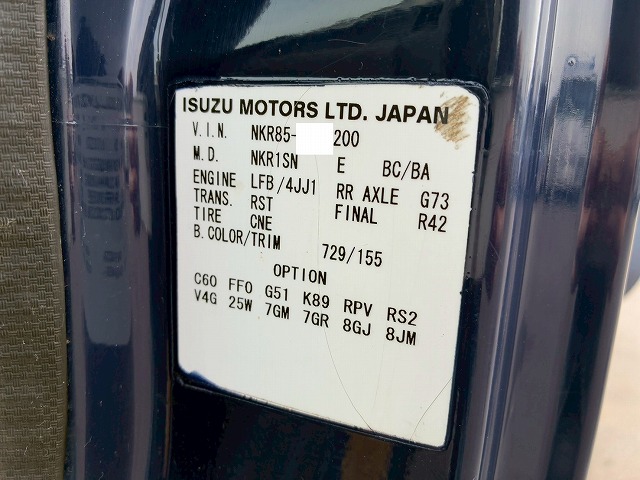 ISUZU MOTORS LTD. JAPAN
V.I.N. NKR85- 200
M.D. NKR1SN E BC/BA
ENGINE LFB/4JJ1 RR AXLE G73
TRANS. RST FINAL R42
TIRE CNE
B.COLOR/TRIM 729/155
OPTION
C60 FF0 G51 K89 RPV RS2
V4G 25W 7GM 7GR 8GJ 8JM